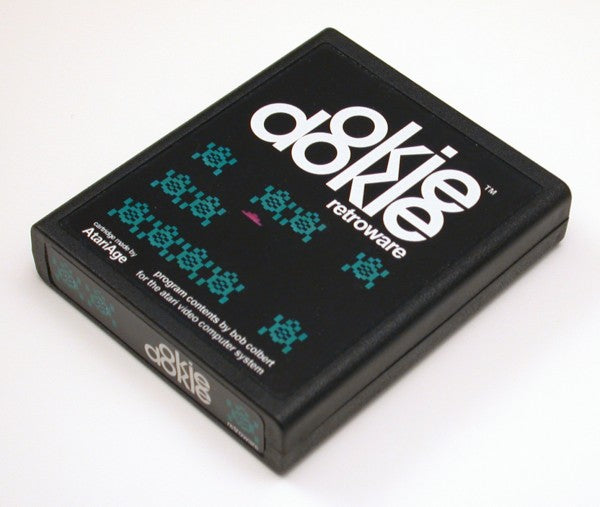 okie
dokie
™
retroware
cartridge made by
AtariAge
program contents by bob colbert
for the atari video computer system
okie
dokie
retroware